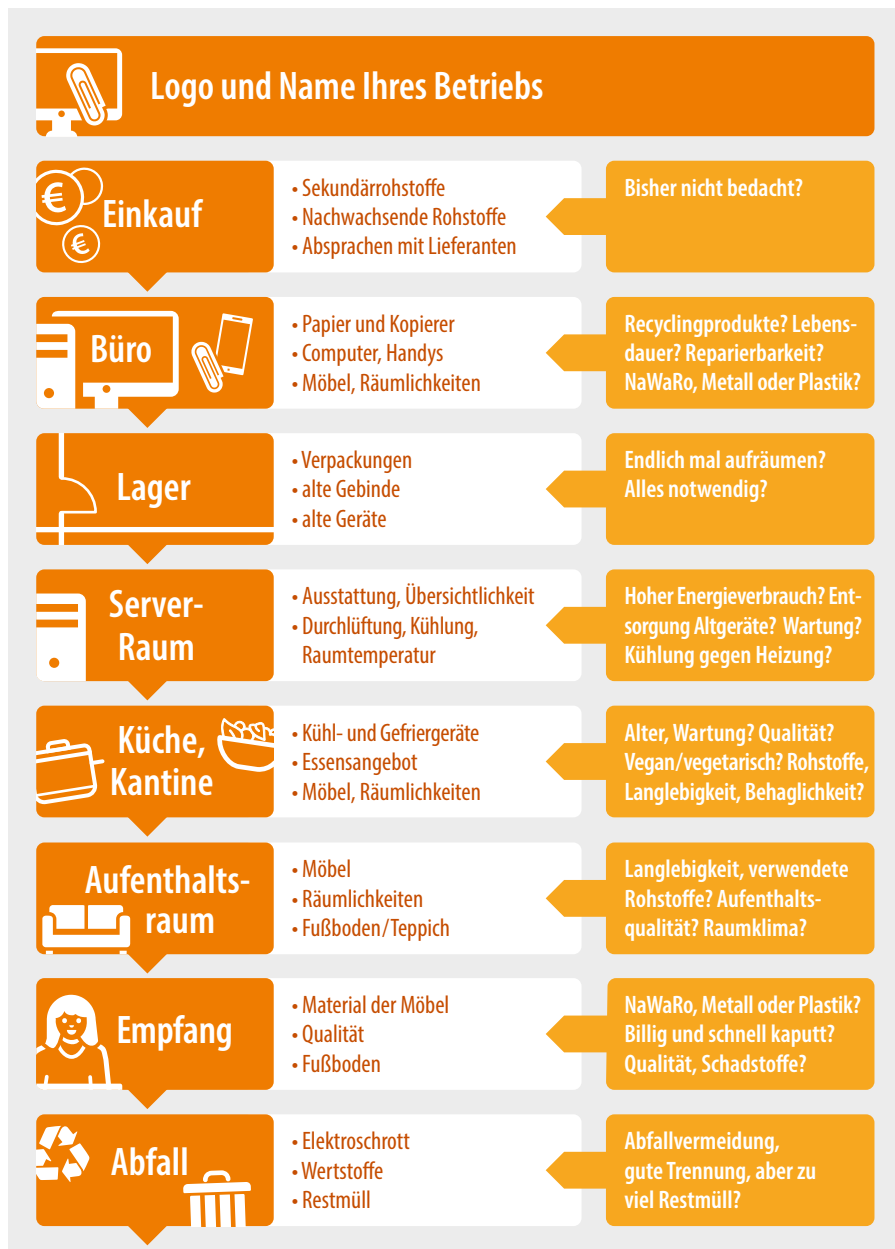 Logo und Name Ihres Betriebs
€
€
Einkauf
• Sekundärrohstoffe
• Nachwachsende Rohstoffe
• Absprachen mit Lieferanten
Bisher nicht bedacht?
Büro
• Papier und Kopierer
• Computer, Handys
• Möbel, Räumlichkeiten
Recyclingprodukte? Lebens-
dauer? Reparierbarkeit?
NaWaRo, Metall oder Plastik?
Lager
• Verpackungen
• alte Gebinde
• alte Geräte
Endlich mal aufräumen?
Alles notwendig?
Server-
Raum
• Ausstattung, Übersichtlichkeit
• Durchlüftung, Kühlung,
Raumtemperatur
Hoher Energieverbrauch? Ent-
sorgung Altgeräte? Wartung?
Kühlung gegen Heizung?
Küche,
Kantine
• Kühl- und Gefriergeräte
• Essensangebot
• Möbel, Räumlichkeiten
Alter, Wartung? Qualität?
Vegan/vegetarisch? Rohstoffe,
Langlebigkeit, Behaglichkeit?
Aufenthalts-
raum
• Möbel
• Räumlichkeiten
• Fußboden/Teppich
Langlebigkeit, verwendete
Rohstoffe? Aufenthalts-
qualität? Raumklima?
Empfang
• Material der Möbel
• Qualität
• Fußboden
NaWaRo, Metall oder Plastik?
Billig und schnell kaputt?
Qualität, Schadstoffe?
Abfall
• Elektroschrott
• Wertstoffe
• Restmüll
Abfallvermeidung,
gute Trennung, aber zu
viel Restmüll?